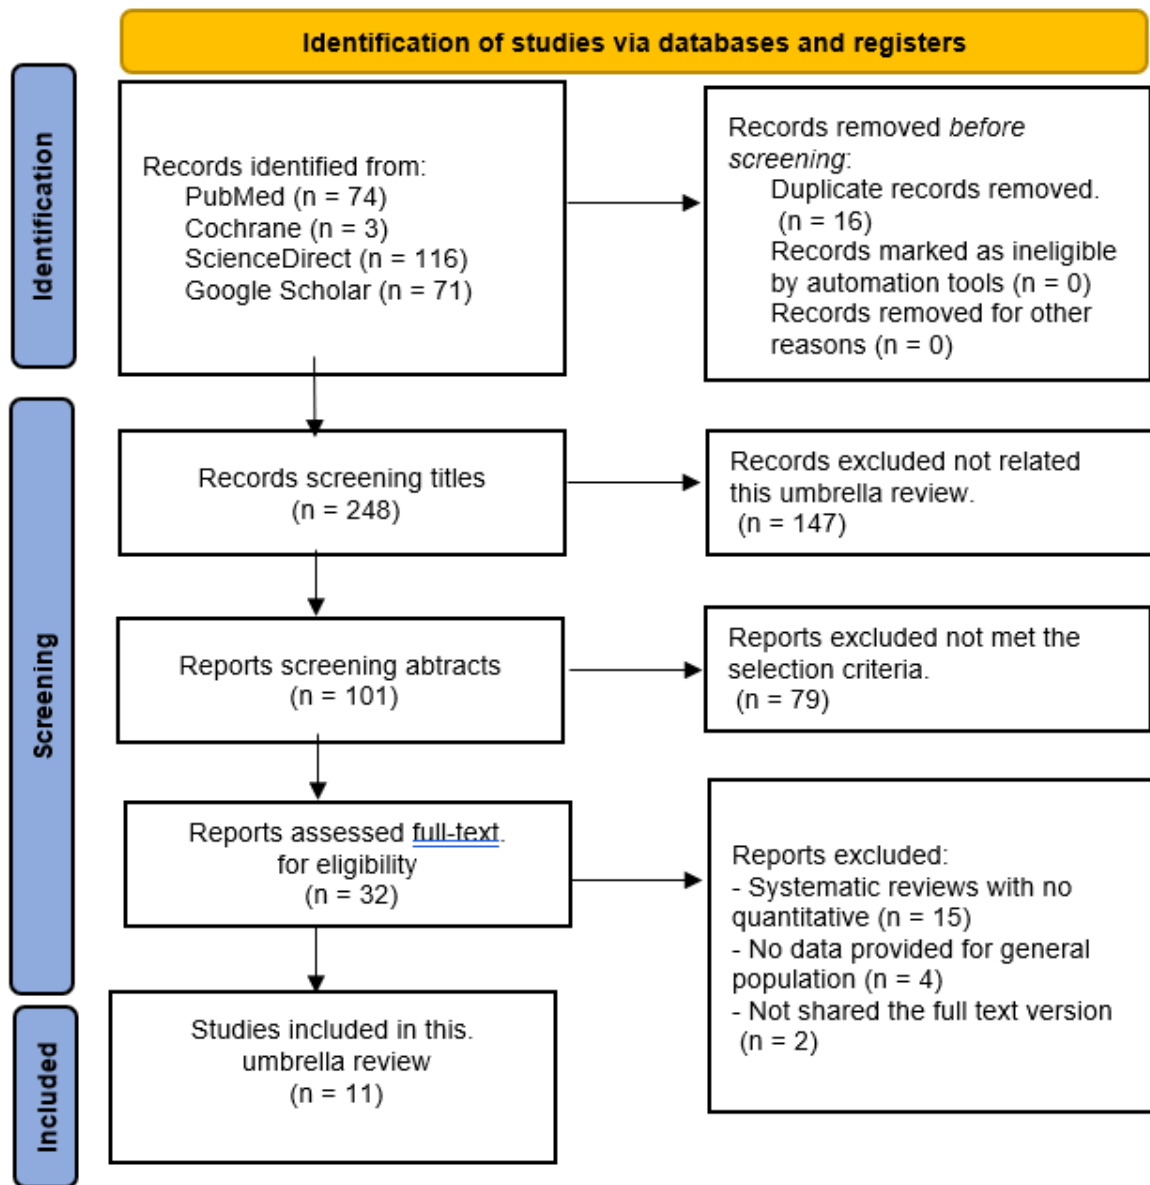 Identification of studies via databases and registers
Identification
Records identified from:
PubMed (n = 74)
Cochrane (n = 3)
ScienceDirect (n = 116)
Google Scholar (n = 71)
Records removed before
screening:
Duplicate records removed.
(n = 16)
Records marked as ineligible
by automation tools (n = 0)
Records removed for other
reasons (n = 0)
Screening
Records screening titles
(n = 248)
Records excluded not related
this umbrella review.
(n = 147)
Reports screening abtracts
(n = 101)
Reports excluded not met the
selection criteria.
(n = 79)
Reports assessed full-text.
for eligibility
(n = 32)
Reports excluded:
- Systematic reviews with no
quantitative (n = 15)
- No data provided for general
population (n = 4)
- Not shared the full text version
(n = 2)
Included
Studies included in this.
umbrella review
(n = 11)